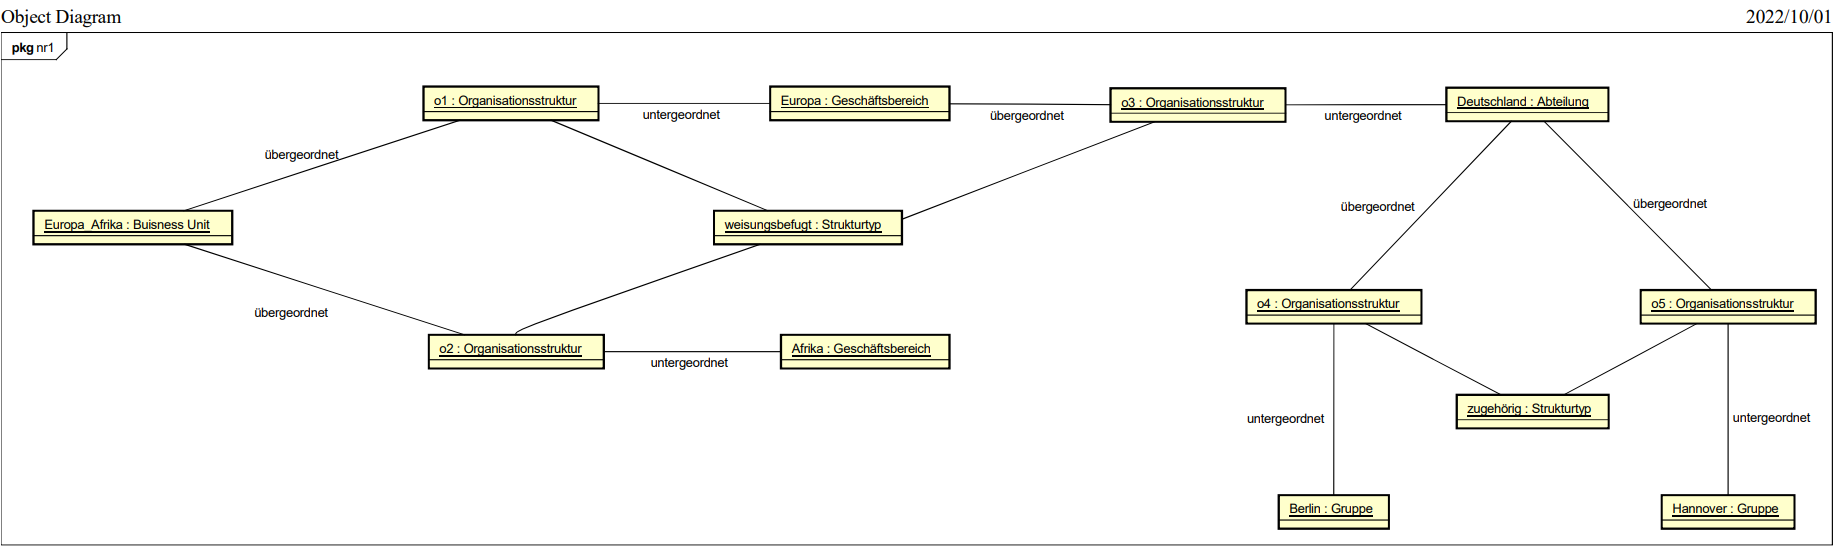 Object Diagram
2022/10/01
pkg nr1
o1 : Organisationsstruktur
untergeordnet
Europa : Geschäftsbereich
übergeordnet
o3 : Organisationsstruktur
untergeordnet
Deutschland : Abteilung
übergeordnet
Europa_Afrika : Buisness Unit
weisungsbefugt : Strukturtyp
übergeordnet
übergeordnet
übergeordnet
o2 : Organisationsstruktur
untergeordnet
Afrika : Geschäftsbereich
o4 : Organisationsstruktur
o5 : Organisationsstruktur
zugehörig : Strukturtyp
untergeordnet
untergeordnet
Berlin : Gruppe
Hannover : Gruppe